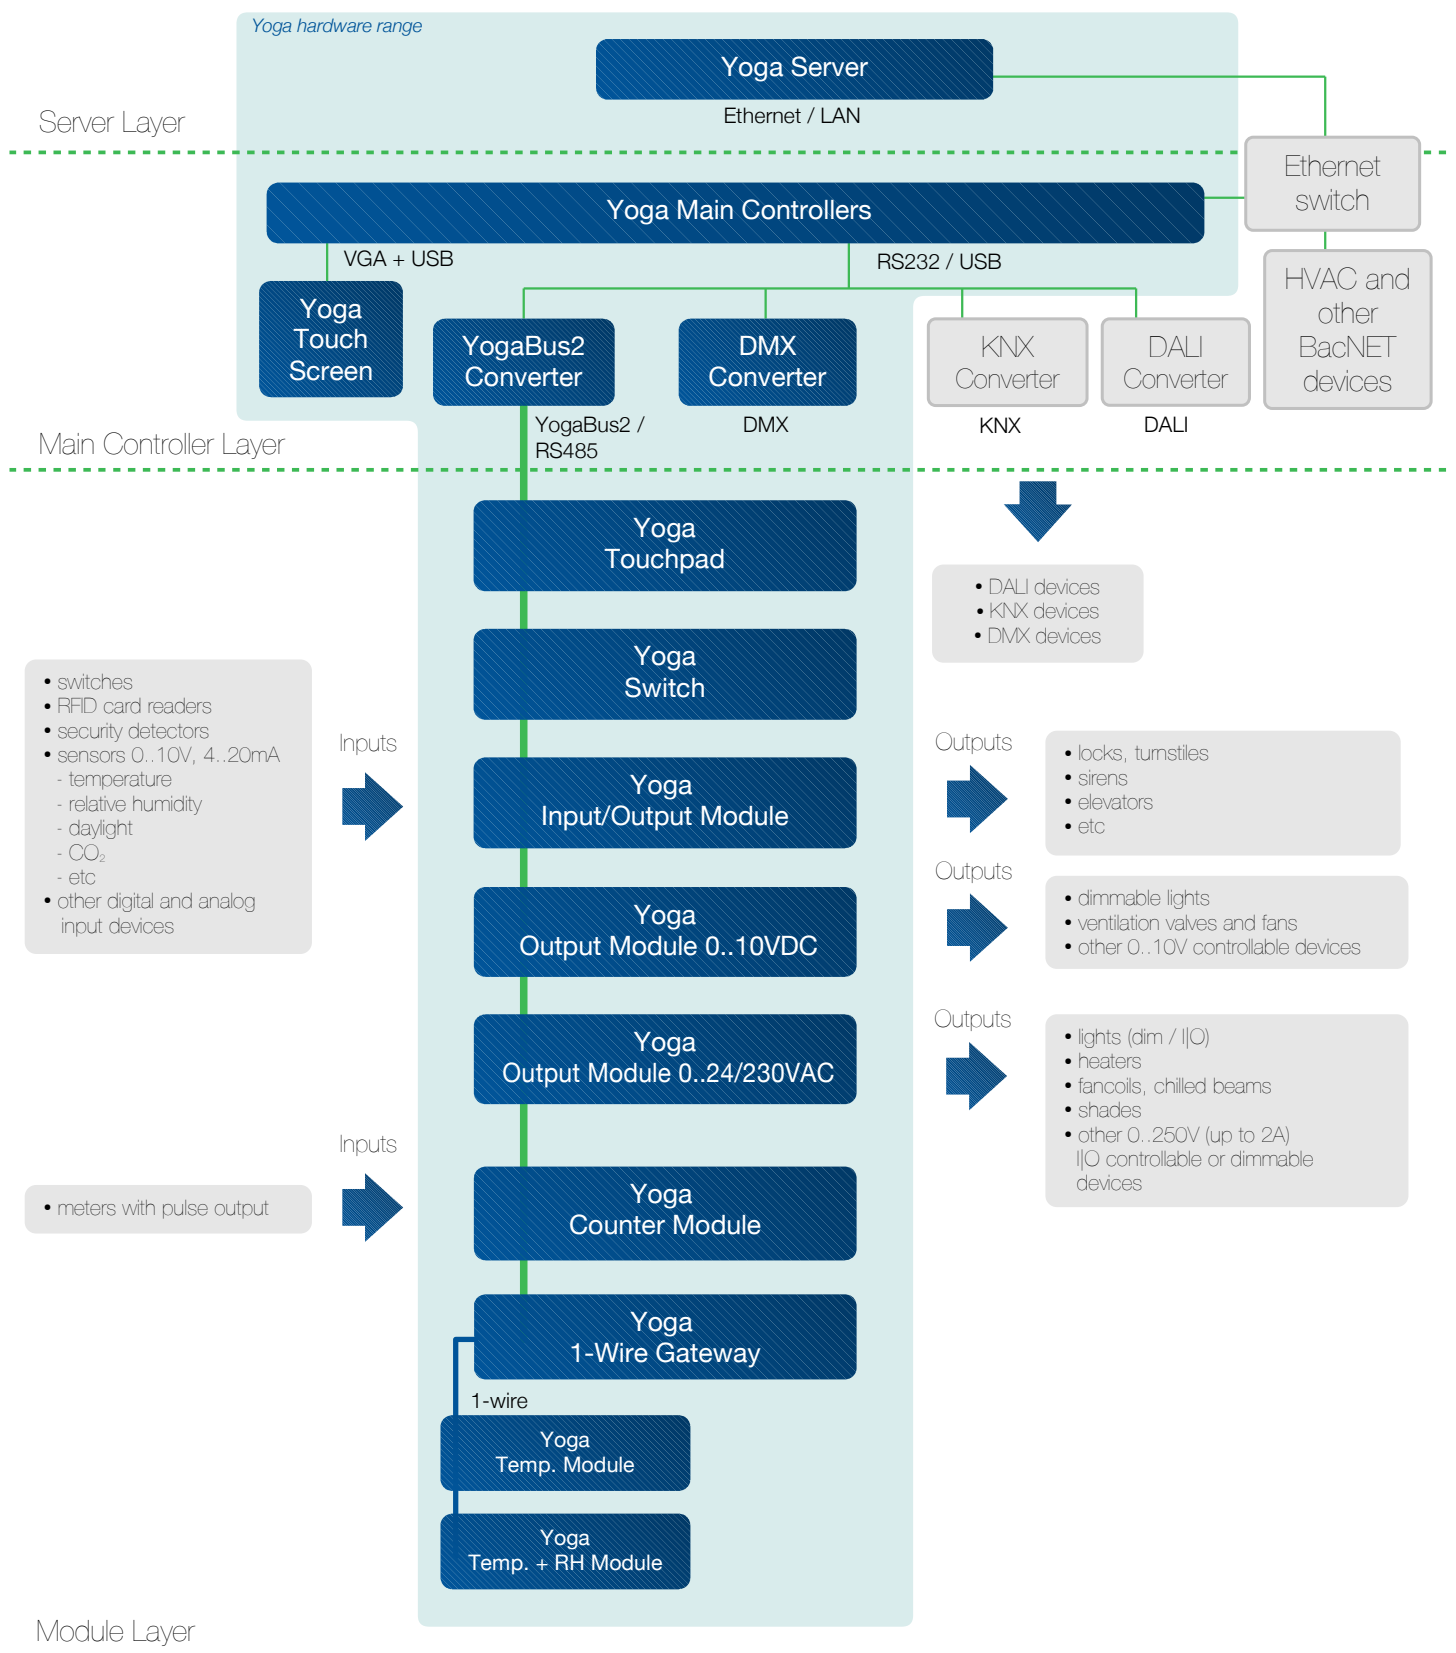 Yoga hardware range
Yoga Server
Ethernet / LAN
Server Layer
Ethernet
switch
Yoga Main Controllers
VGA + USB
RS232 / USB
HVAC and
other
BacNET
devices
Yoga
Touch
Screen
YogaBus2
Converter
DMX
Converter
KNX
Converter
DALI
Converter
YogaBus2 /
RS485
DMX
KNX
DALI
Main Controller Layer
Yoga
Touchpad
• DALI devices
• KNX devices
• DMX devices
Yoga
Switch
• switches
• RFID card readers
• security detectors
• sensors 0..10V, 4..20mA
- temperature
- relative humidity
- daylight
- CO₂
- etc
• other digital and analog
input devices
Inputs
Yoga
Input/Output Module
Outputs
• locks, turnstiles
• sirens
• elevators
• etc
Yoga
Output Module 0..10VDC
Outputs
• dimmable lights
• ventilation valves and fans
• other 0..10V controllable devices
Yoga
Output Module 0..24/230VAC
Outputs
• lights (dim / I|O)
• heaters
• fancoils, chilled beams
• shades
• other 0..250V (up to 2A)
I|O controllable or dimmable
devices
Inputs
• meters with pulse output
Yoga
Counter Module
Yoga
1-Wire Gateway
1-wire
Yoga
Temp. Module
Yoga
Temp. + RH Module
Module Layer